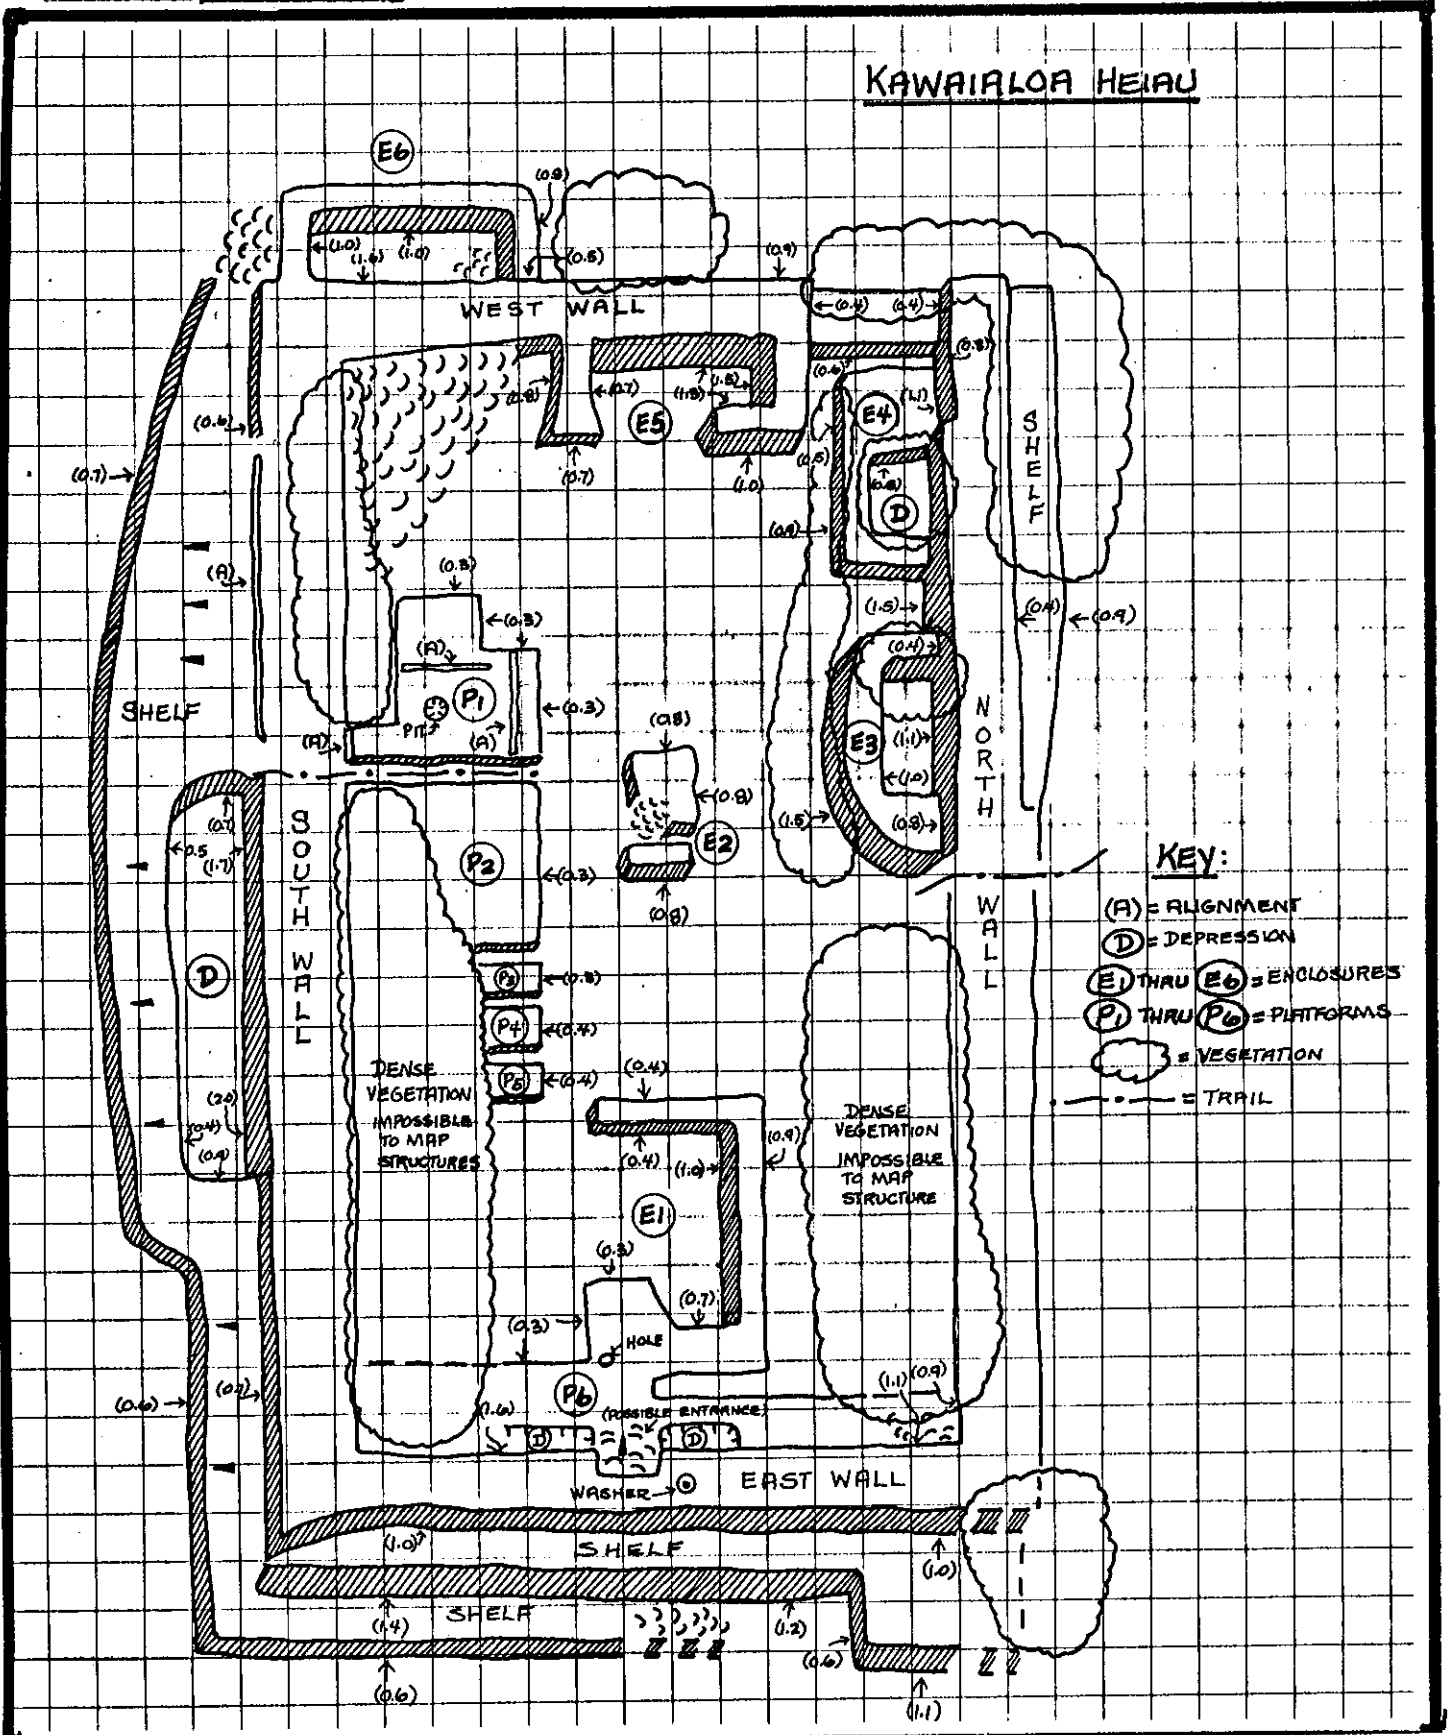 KAWAIALOA HEIAU
E6
(0.8)
(1.0)
(1.6)
(1.0)
(0.5)
(0.9)
WEST WALL
(0.4)
(0.4)
(0.8)
(0.6)
(1.1)
E4
(0.8)
(0.7)
(1.3)
(1.5)
E5
(0.6)
(0.7)
(0.7)
(1.0)
(0.5)
(0.8)
D
(0.9)
SHELF
(A)
(0.3)
(0.3)
(1.5)
(0.4)
(0.9)
(0.4)
(A)
P1
(0.3)
PIT
(A)
(A)
SHELF
(0.8)
E3
(1.1)
(1.0)
NORTH
WALL
(0.8)
(1.5)
(0.8)
E2
(0.8)
(0.7)
0.5
(1.7)
SOUTH WALL
P2
(0.3)
D
P3
(0.3)
P4
(0.4)
P5
(0.4)
KEY:
(A) = ALIGNMENT
D = DEPRESSION
E1 THRU E6 = ENCLOSURES
P1 THRU P6 = PLATFORMS
= VEGETATION
= TRAIL
DENSE
VEGETATION
IMPOSSIBLE
TO MAP
STRUCTURES
(0.4)
(0.4)
(1.0)
(0.9)
DENSE
VEGETATION
IMPOSSIBLE
TO MAP
STRUCTURE
(2.0)
(0.4)
(0.9)
E1
(0.3)
(0.7)
(0.3)
HOLE
P6
(1.1)
(0.9)
(0.6)
(1.6)
(POSSIBLE ENTRANCE)
D
D
WASHER
EAST WALL
(1.0)
SHELF
(1.0)
SHELF
(1.4)
(1.2)
(0.6)
(0.6)
(1.1)